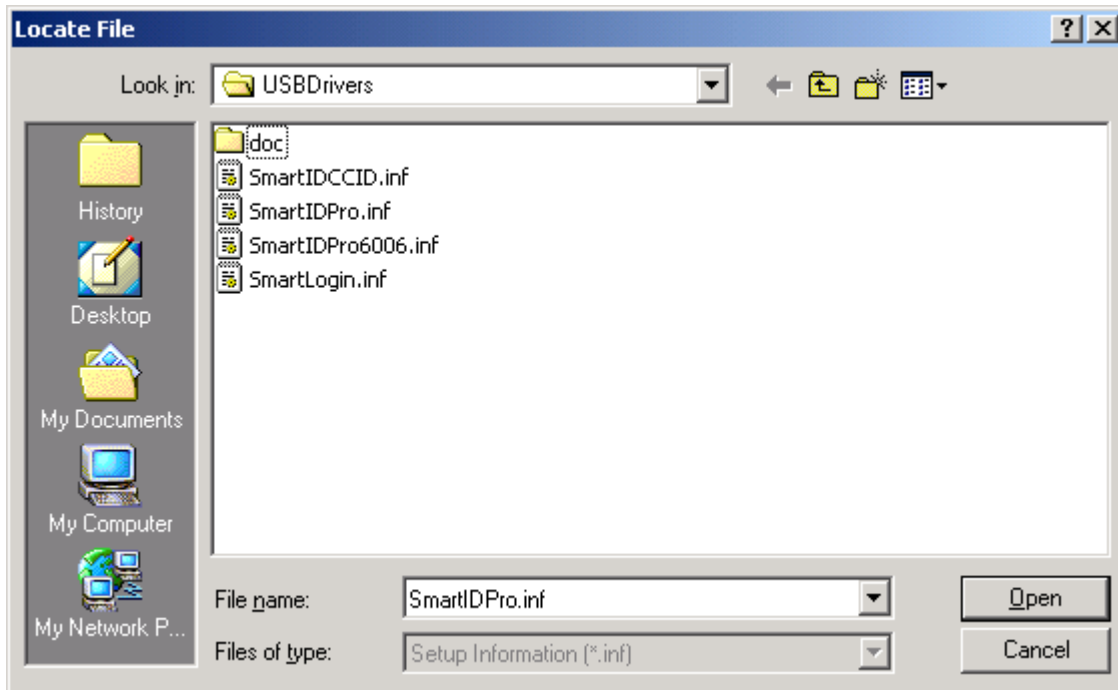 Locate File
Look in:
USBDrivers
History
Desktop
My Documents
My Computer
My Network P...
doc
SmartIDCCID.inf
SmartIDPro.inf
SmartIDPro6006.inf
SmartLogin.inf
File name:
SmartIDPro.inf
Open
Files of type:
Setup Information (*.inf)
Cancel